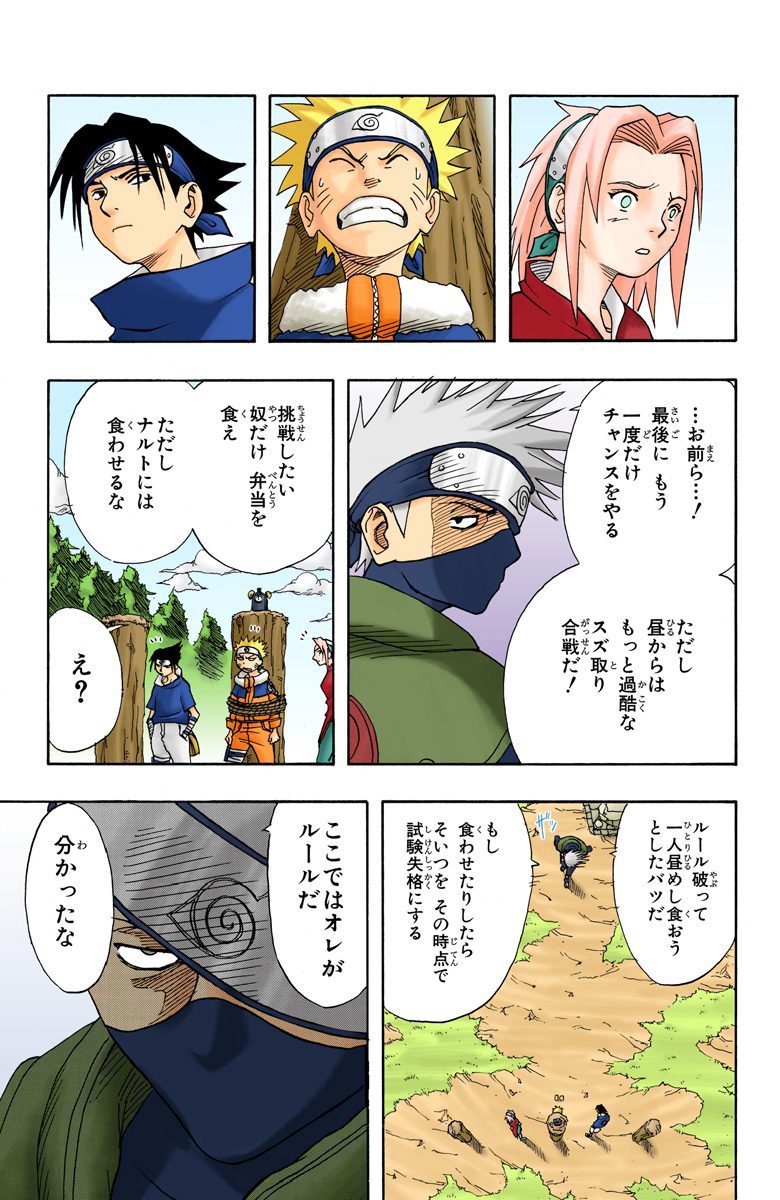 …お前ら…！
最後に もう
一度だけ
チャンスをやる
ただし
昼からは
もっと過酷な
スズ取り
合戦だ！
挑戦したい
奴だけ 弁当を
食え
ただし
ナルトには
食わせるな
え？
ルール破って
一人昼めし食おう
としたバツだ
ザッ
もし
食わせたりしたら
そいつを その時点で
試験失格にする
ここではオレが
ルールだ
分かったな